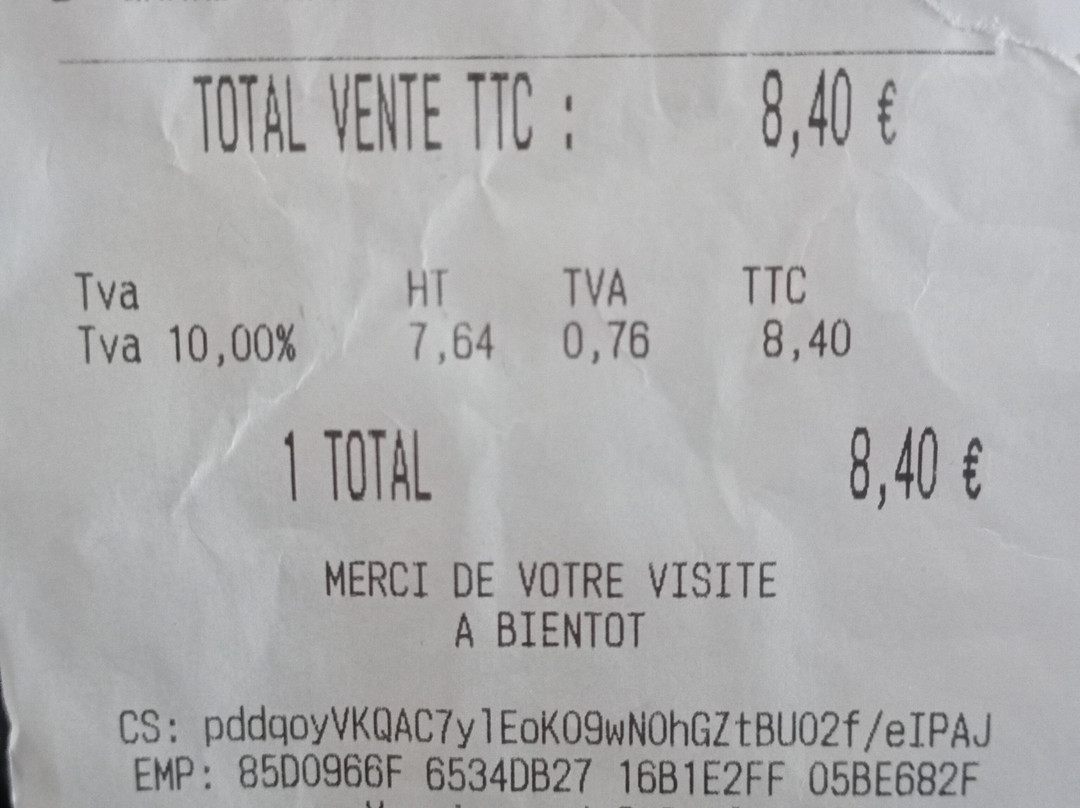 TOTAL VENTE TTC : 8,40 €
Tva HT TVA TTC
Tva 10,00% 7,64 0,76 8,40
1 TOTAL 8,40 €
MERCI DE VOTRE VISITE
A BIENTOT
CS: pddqoyVKQAC7ylEoKO9wNOhGZtBUO2f/eIPAJ
EMP: 85D0966F 6534DB27 16B1E2FF 05BE682F